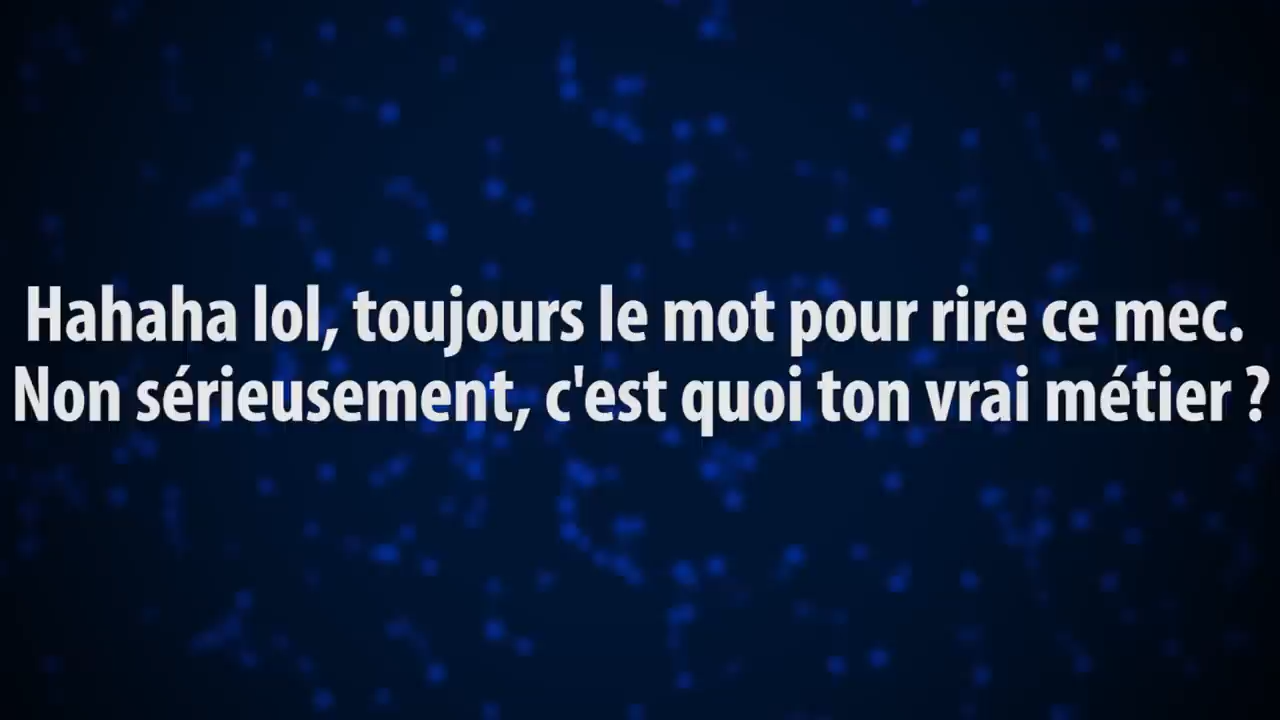 Hahaha lol, toujours le mot pour rire ce mec.
Non sérieusement, c'est quoi ton vrai métier ?